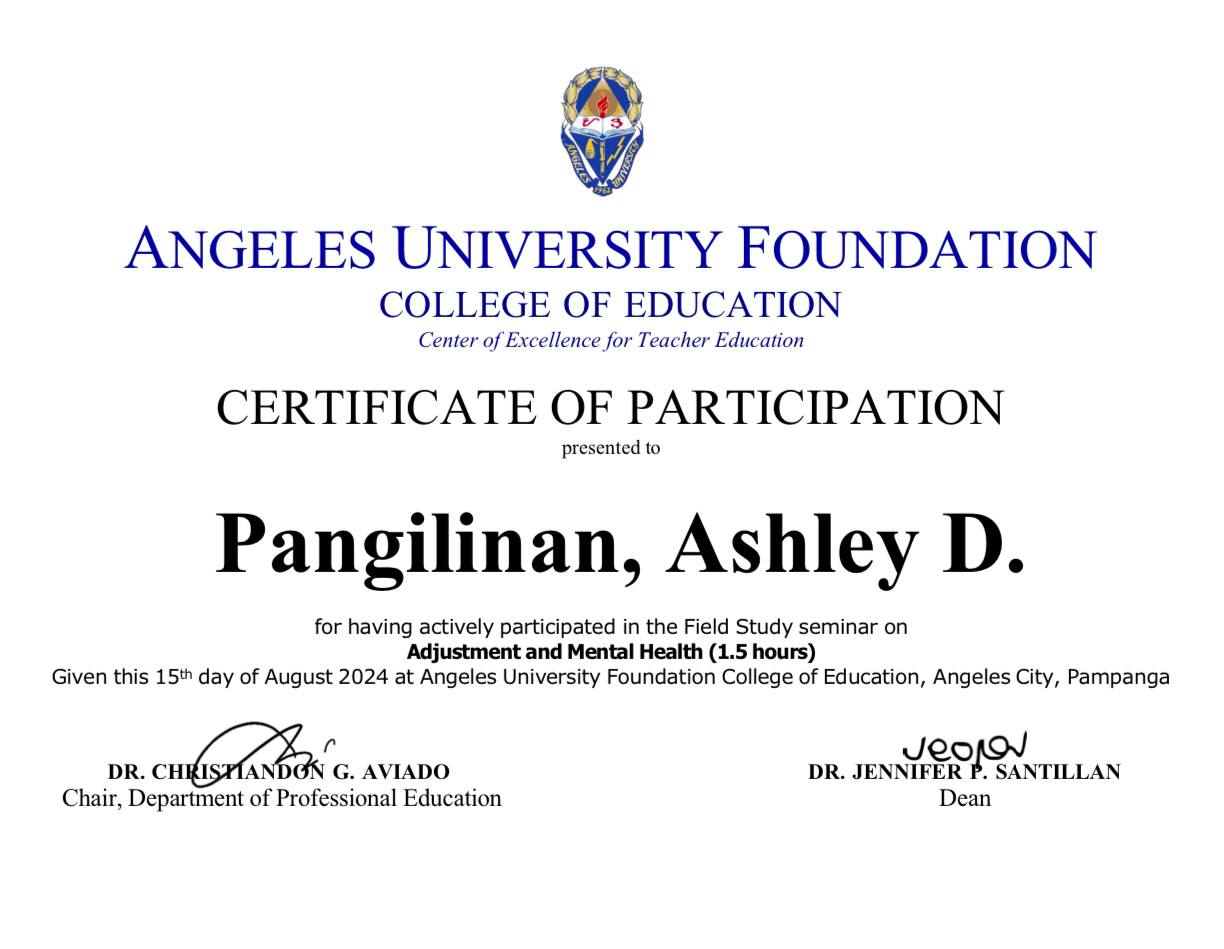 ANGELES UNIVERSITY
1962
ANGELES UNIVERSITY FOUNDATION
COLLEGE OF EDUCATION
Center of Excellence for Teacher Education
CERTIFICATE OF PARTICIPATION
presented to
Pangilinan, Ashley D.
for having actively participated in the Field Study seminar on
Adjustment and Mental Health (1.5 hours)
Given this 15th day of August 2024 at Angeles University Foundation College of Education, Angeles City, Pampanga
DR. CHRISTIANDON G. AVIADO
Chair, Department of Professional Education
DR. JENNIFER P. SANTILLAN
Dean